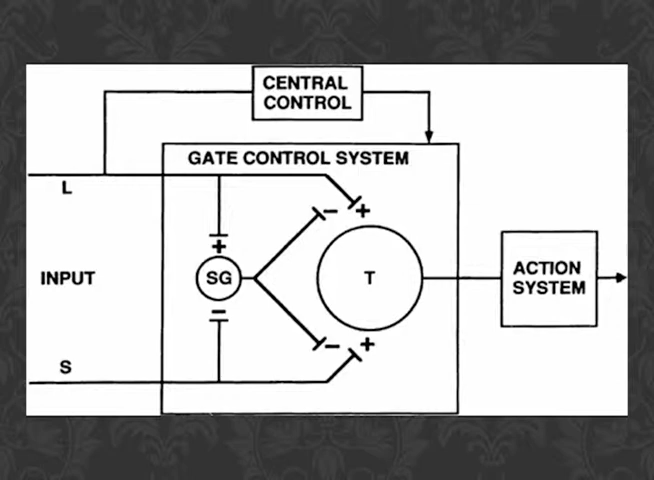 CENTRAL
CONTROL
GATE CONTROL SYSTEM
L
− +
+
INPUT
SG
T
ACTION
SYSTEM
−
− +
S